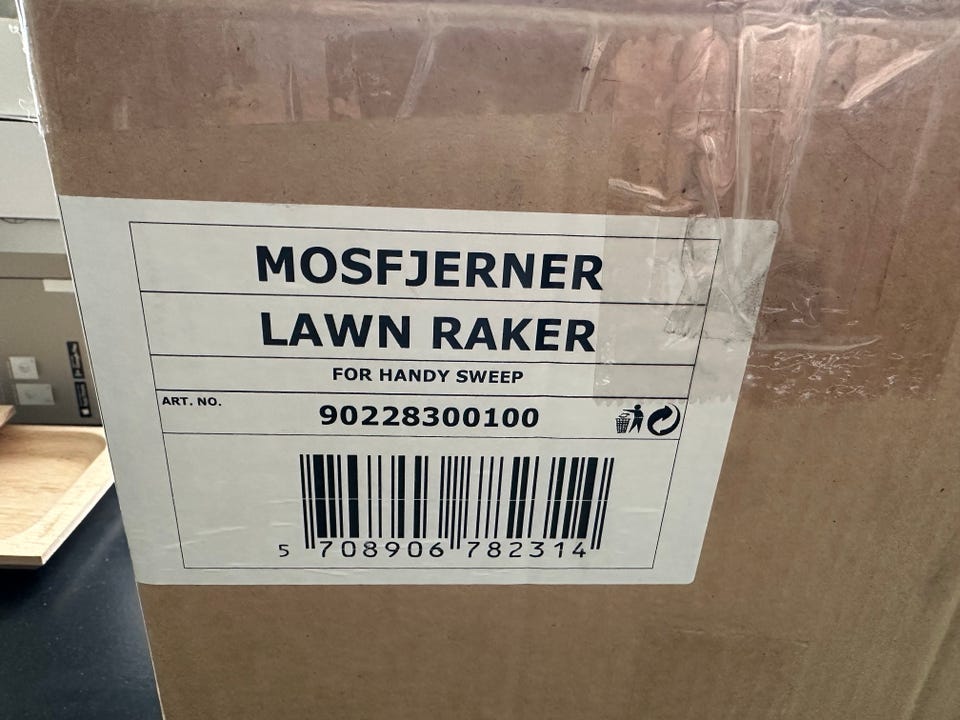 MOSFJERNER
LAWN RAKER
FOR HANDY SWEEP
ART. NO.
90228300100
5 708906 782314